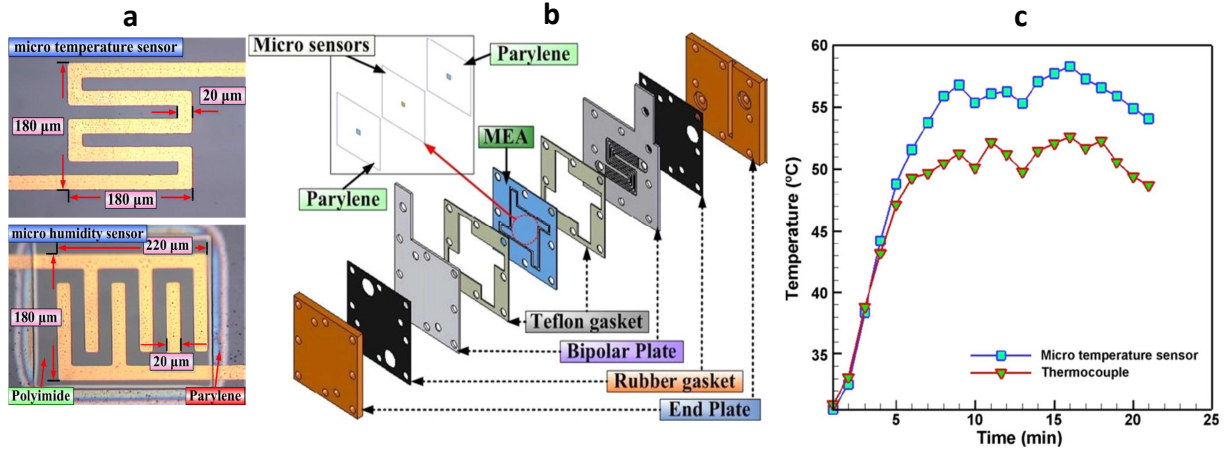 a
micro temperature sensor
20 µm
180 µm
180 µm
micro humidity sensor
220 µm
180 µm
20 µm
Polyimide
Parylene
b
Micro sensors
Parylene
MEA
Parylene
Teflon gasket
Bipolar Plate
Rubber gasket
End Plate
c
60
55
50
45
40
35
Temperature (ºC)
Micro temperature sensor
Thermocouple
5 10 15 20 25
Time (min)